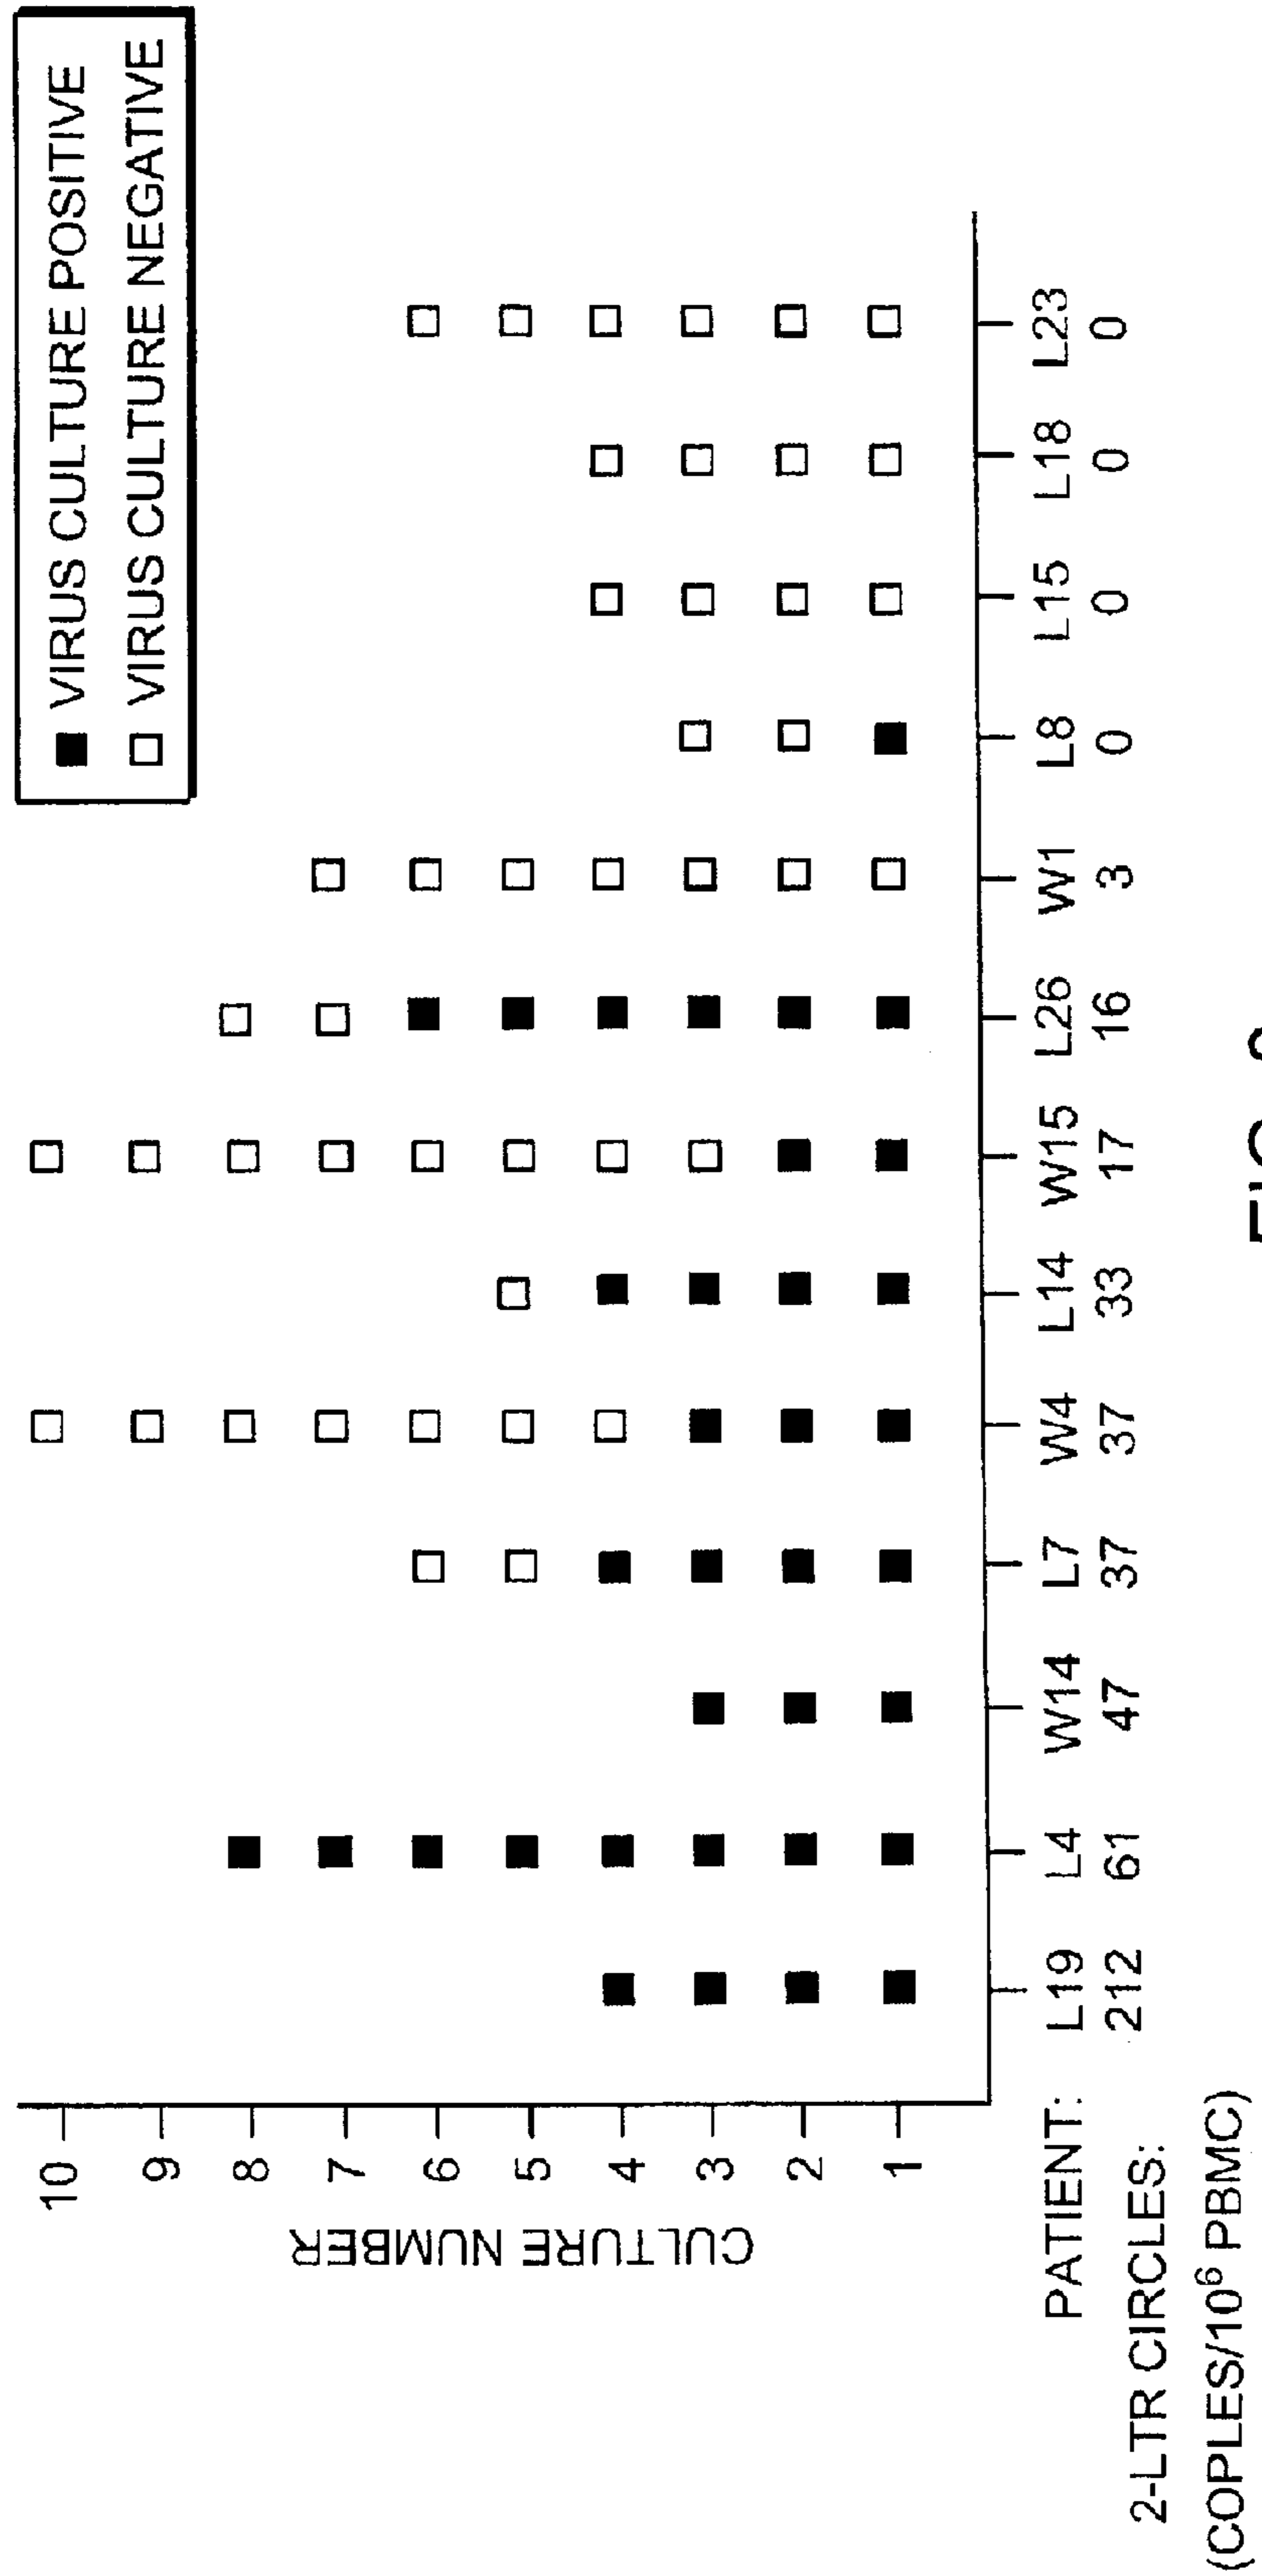 VIRUS CULTURE POSITIVE
VIRUS CULTURE NEGATIVE
CULTURE NUMBER
10
9
8
7
6
5
4
3
2
1
PATIENT: L19 L4 W14 L7 W4 L14 W15 L26 W1 L8 L15 L18 L23
2-LTR CIRCLES: 212 61 47 37 37 33 17 16 3 0 0 0 0
(COPLES/10⁶ PBMC)
FIG.